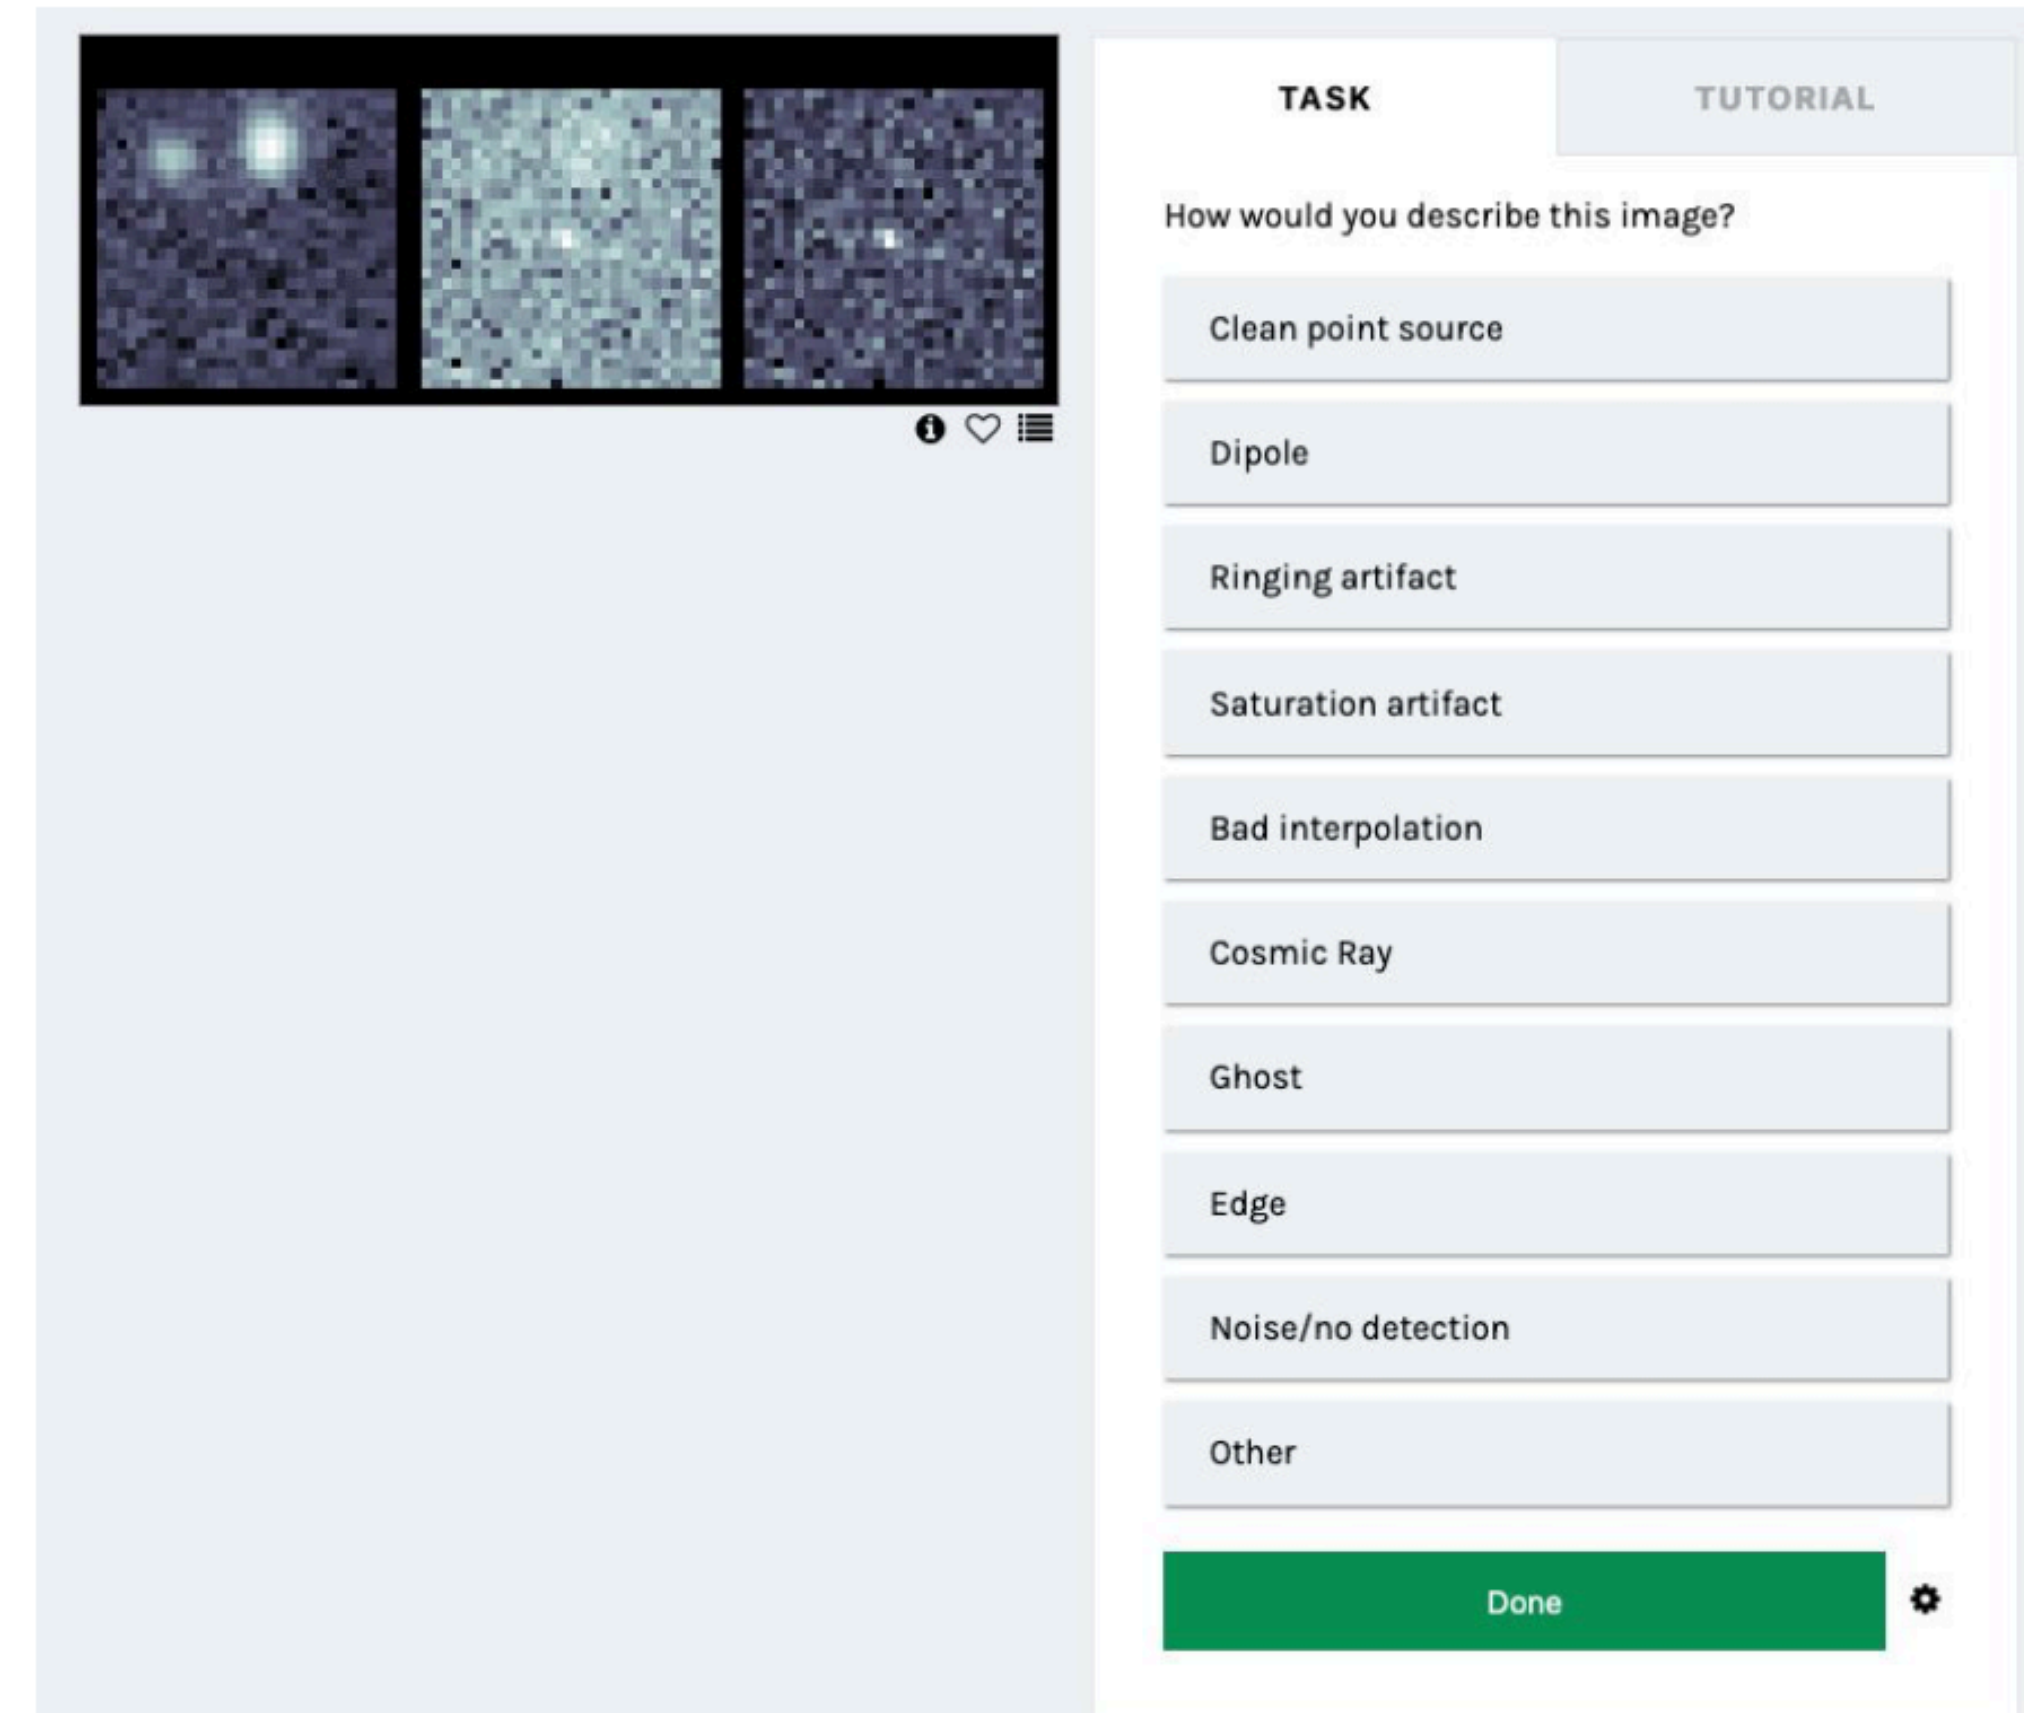 TASK
TUTORIAL
How would you describe this image?
Clean point source
Dipole
Ringing artifact
Saturation artifact
Bad interpolation
Cosmic Ray
Ghost
Edge
Noise/no detection
Other
Done